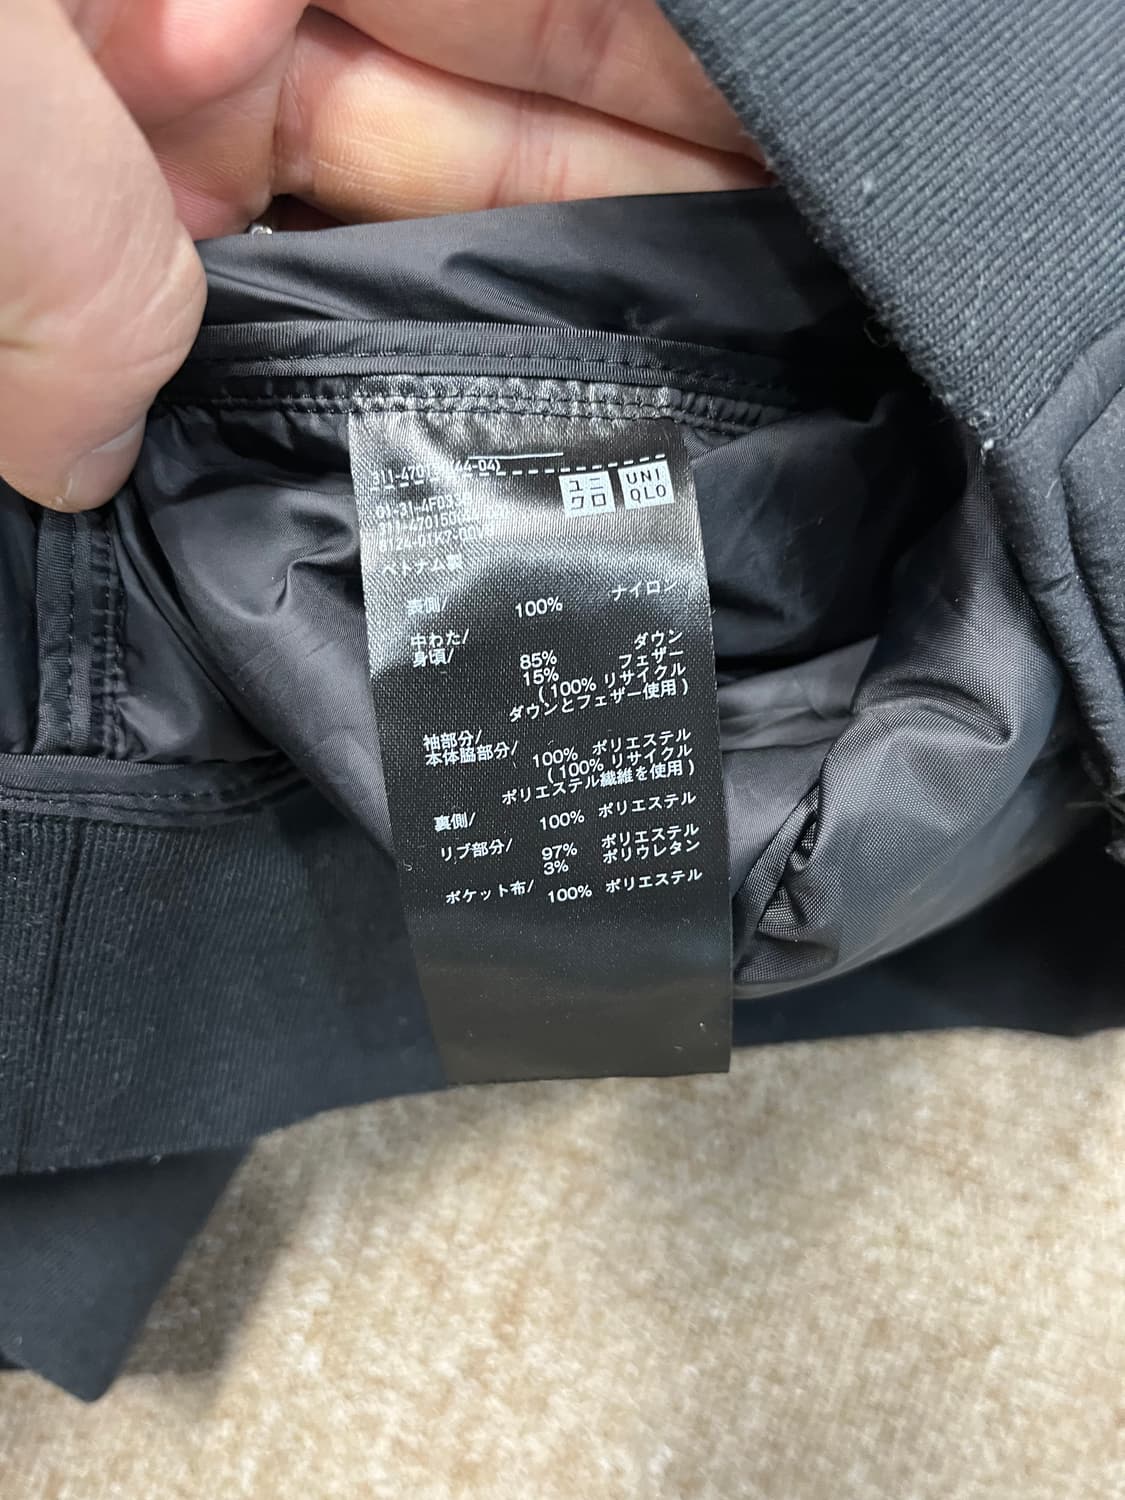 ユニ
クロ
UNI
QLO
ベトナム製
表側/ 100% ナイロン
中わた/
身頃/ 85% ダウン
15% フェザー
(100% リサイクル
ダウンとフェザー使用)
袖部分/
本体脇部分/ 100% ポリエステル
(100% リサイクル
ポリエステル繊維を使用)
裏側/ 100% ポリエステル
リブ部分/ 97% ポリエステル
3% ポリウレタン
ポケット布/ 100% ポリエステル